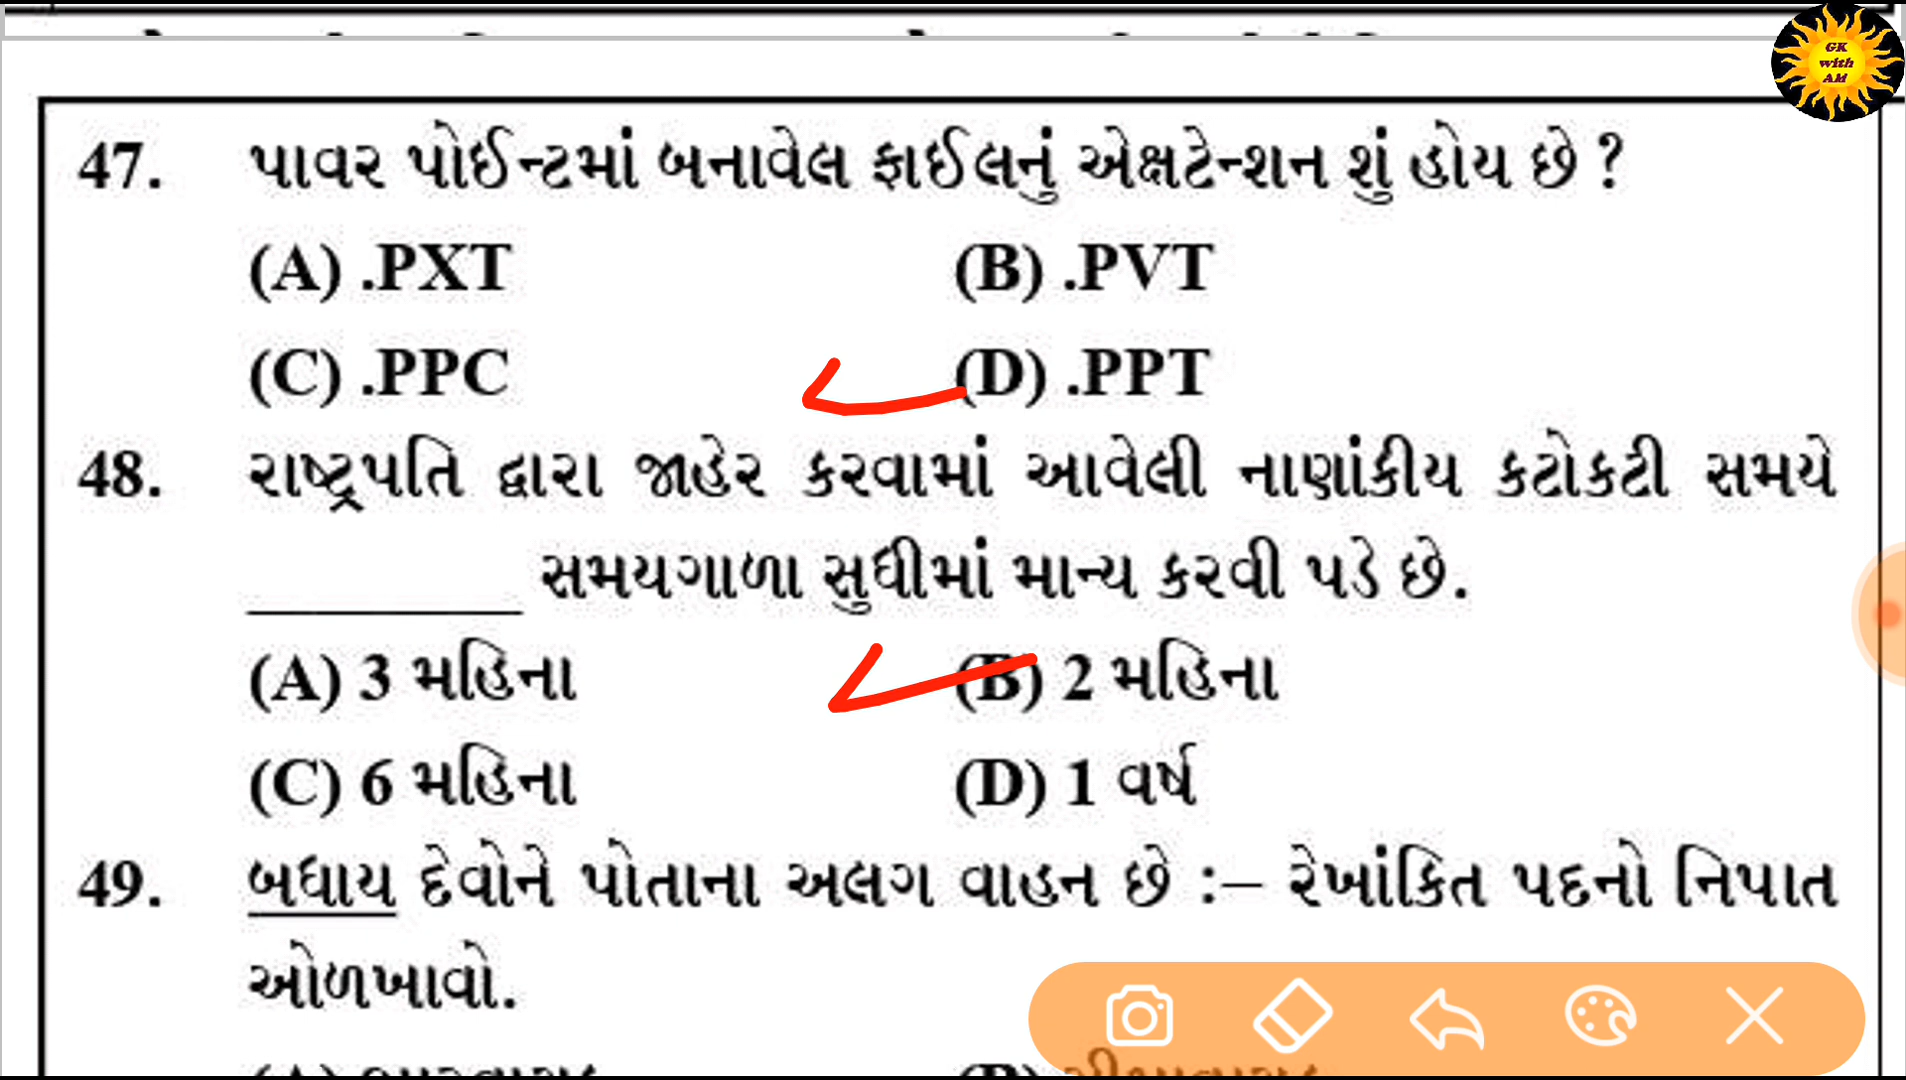 GK
with
AM
47. પાવર પોઈન્ટમાં બનાવેલ ફાઈલનું એક્ષટેન્શન શું હોય છે ?
(A) .PXT (B) .PVT
(C) .PPC (D) .PPT
48. રાષ્ટ્રપતિ દ્વારા જાહેર કરવામાં આવેલી નાણાંકીય કટોકટી સમયે
_________ સમયગાળા સુધીમાં માન્ય કરવી પડે છે.
(A) 3 મહિના (B) 2 મહિના
(C) 6 મહિના (D) 1 વર્ષ
49. બધાય દેવોને પોતાના અલગ વાહન છે :– રેખાંકિત પદનો નિપાત
ઓળખાવો.